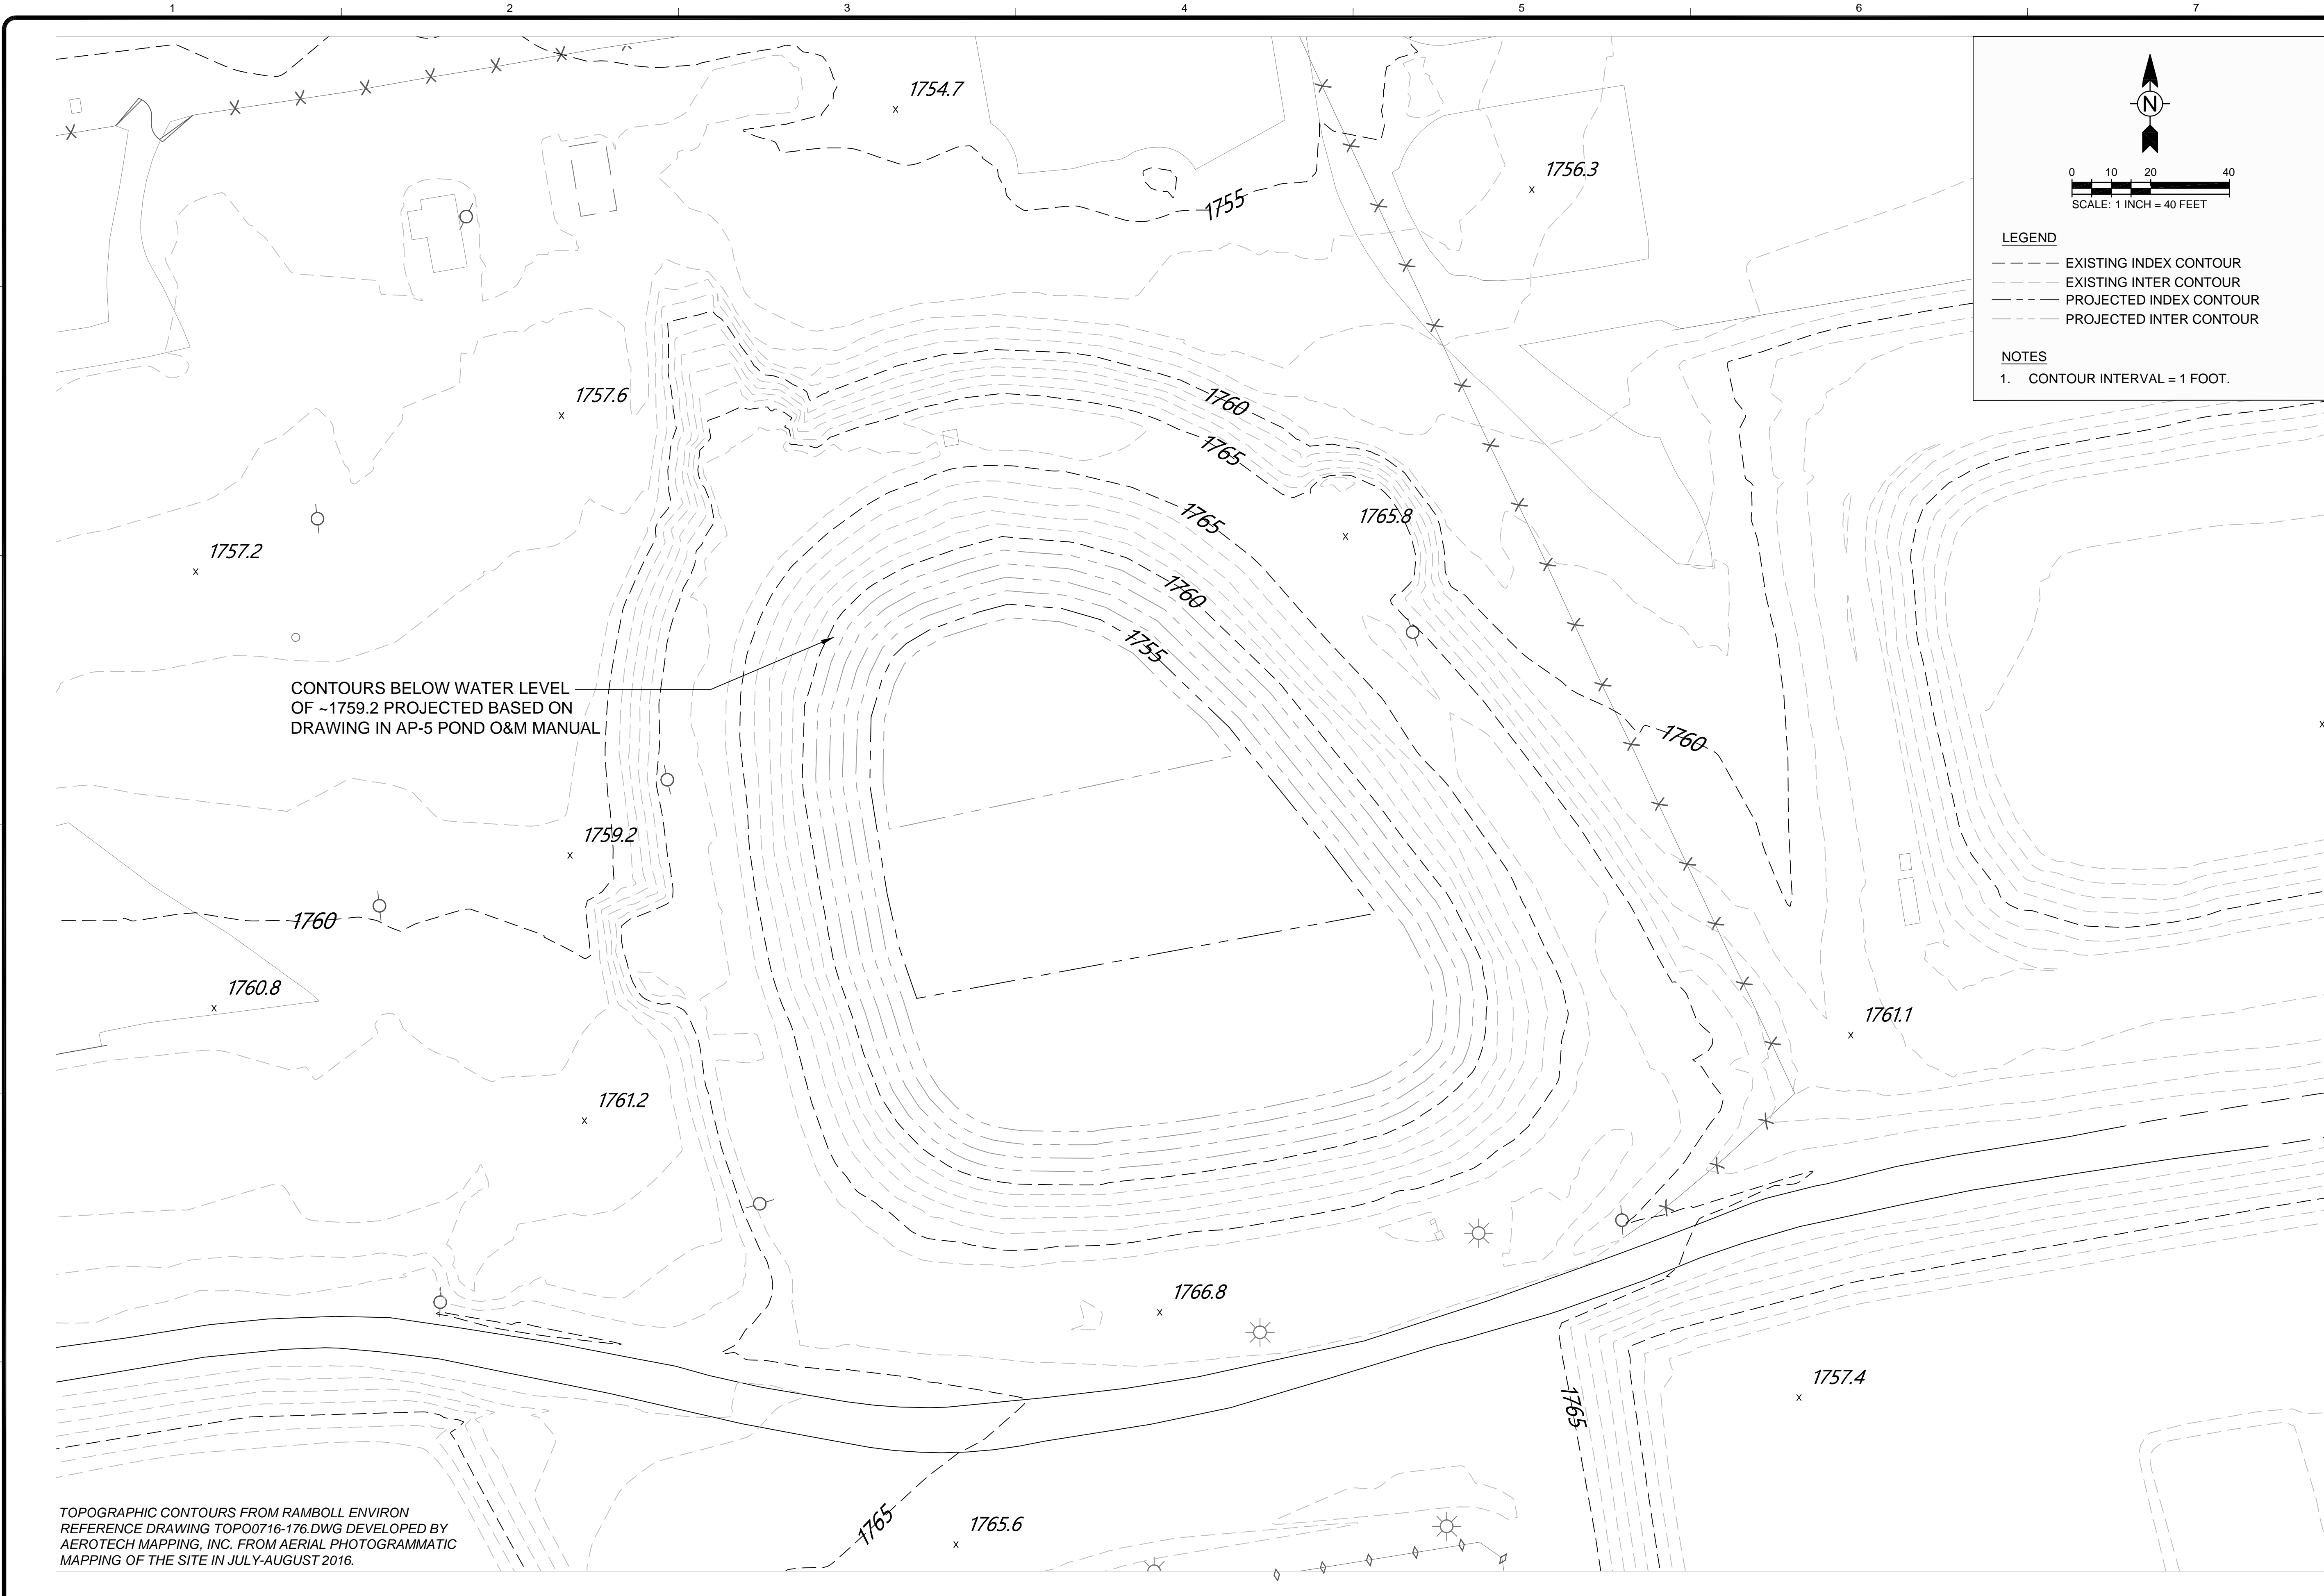 1 2 3 4 5 6 7
1754.7
1756.3
1755
N
0 10 20 40
SCALE: 1 INCH = 40 FEET
LEGEND
EXISTING INDEX CONTOUR
EXISTING INTER CONTOUR
PROJECTED INDEX CONTOUR
PROJECTED INTER CONTOUR
NOTES
1. CONTOUR INTERVAL = 1 FOOT.
1757.6
1760
1765
1765
1765.8
1757.2
1760
1755
CONTOURS BELOW WATER LEVEL
OF ~1759.2 PROJECTED BASED ON
DRAWING IN AP-5 POND O&M MANUAL
1760
1759.2
1760
1760.8
1761.1
1761.2
1766.8
1757.4
1765
1765
1765.6
TOPOGRAPHIC CONTOURS FROM RAMBOLL ENVIRON
REFERENCE DRAWING TOPO0716-176.DWG DEVELOPED BY
AEROTECH MAPPING, INC. FROM AERIAL PHOTOGRAMMATIC
MAPPING OF THE SITE IN JULY-AUGUST 2016.